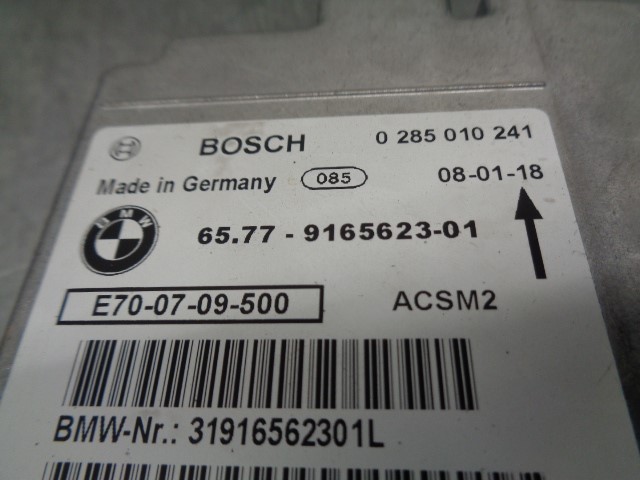 BOSCH 0 285 010 241
Made in Germany 085 08-01-18
BMW 65.77 - 9165623-01
E70-07-09-500 ACSM2
BMW-Nr.: 31916562301L